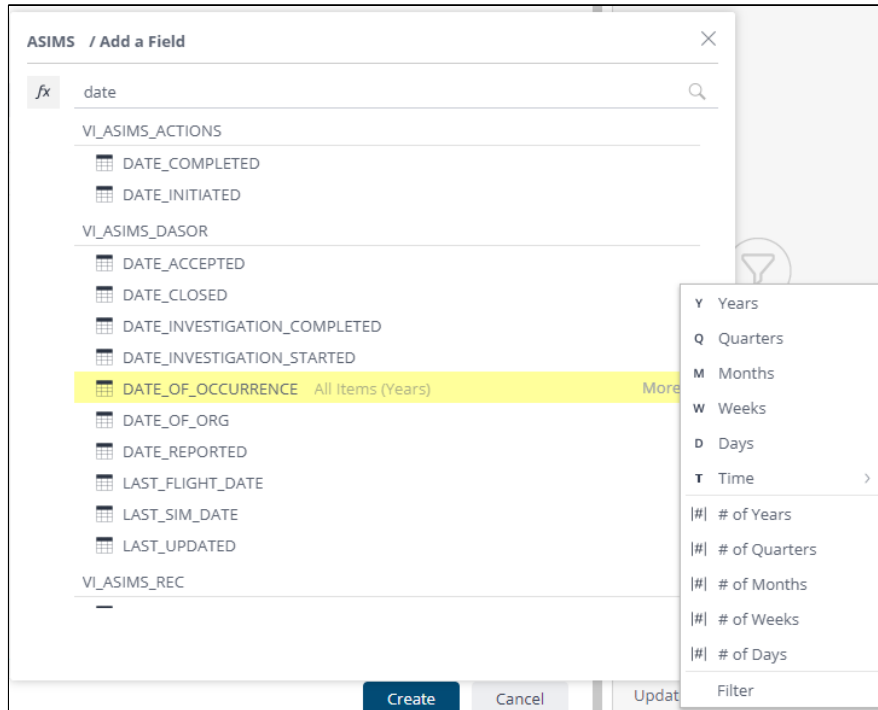 ASIMS / Add a Field
fx date
VI_ASIMS_ACTIONS
DATE_COMPLETED
DATE_INITIATED
VI_ASIMS_DASOR
DATE_ACCEPTED
DATE_CLOSED
DATE_INVESTIGATION_COMPLETED
DATE_INVESTIGATION_STARTED
DATE_OF_OCCURRENCE All Items (Years) More
DATE_OF_ORG
DATE_REPORTED
LAST_FLIGHT_DATE
LAST_SIM_DATE
LAST_UPDATED
VI_ASIMS_REC
Y Years
Q Quarters
M Months
W Weeks
D Days
T Time
|#| # of Years
|#| # of Quarters
|#| # of Months
|#| # of Weeks
|#| # of Days
Filter
Create Cancel Updat